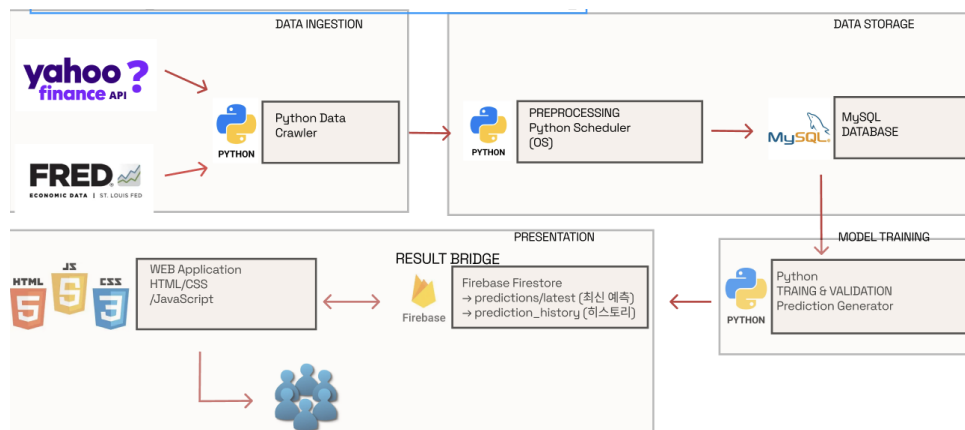 DATA INGESTION
yahoo?
finance API
FRED
ECONOMIC DATA | ST. LOUIS FED
PYTHON
Python Data
Crawler
DATA STORAGE
PYTHON
PREPROCESSING
Python Scheduler
(OS)
MySQL
MySQL
DATABASE
MODEL TRAINING
PYTHON
Python
TRAING & VALIDATION
Prediction Generator
PRESENTATION
RESULT BRIDGE
Firebase
Firebase Firestore
→ predictions/latest (최신 예측)
→ prediction_history (히스토리)
HTML
5
JS
5
CSS
3
WEB Application
HTML/CSS
/JavaScript